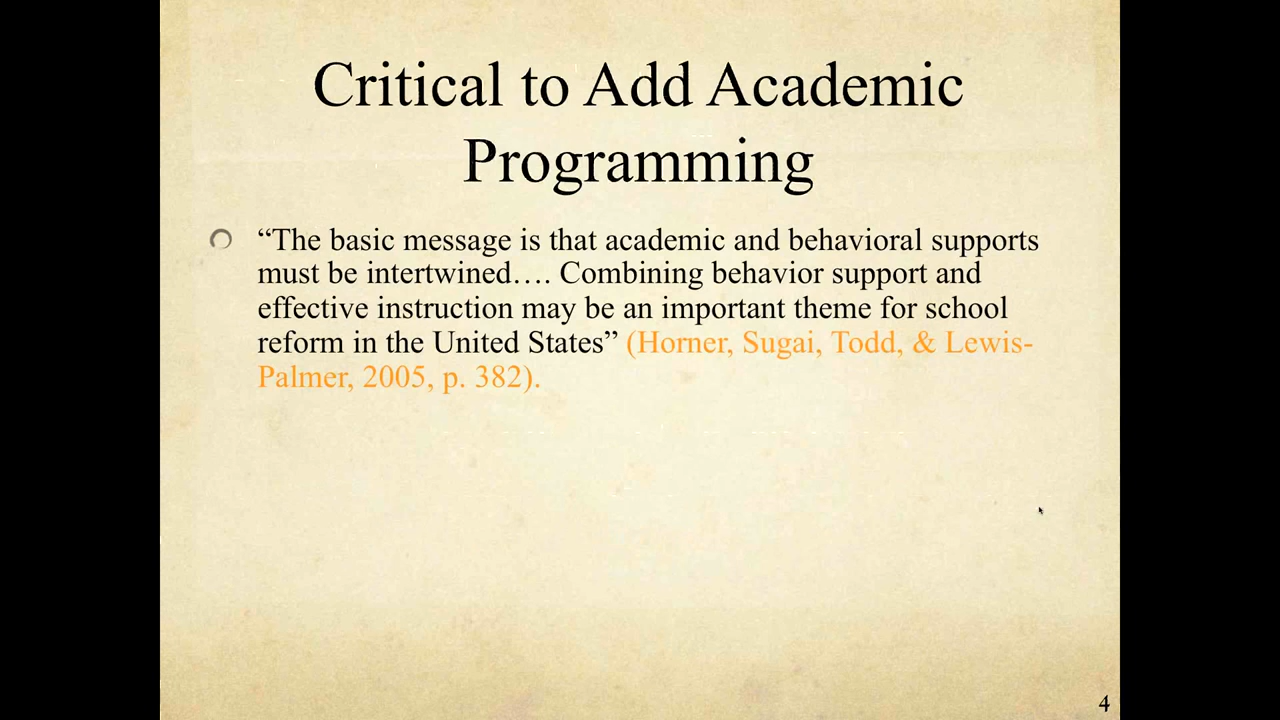 Critical to Add Academic
Programming
“The basic message is that academic and behavioral supports
must be intertwined…. Combining behavior support and
effective instruction may be an important theme for school
reform in the United States” (Horner, Sugai, Todd, & Lewis-
Palmer, 2005, p. 382).
4